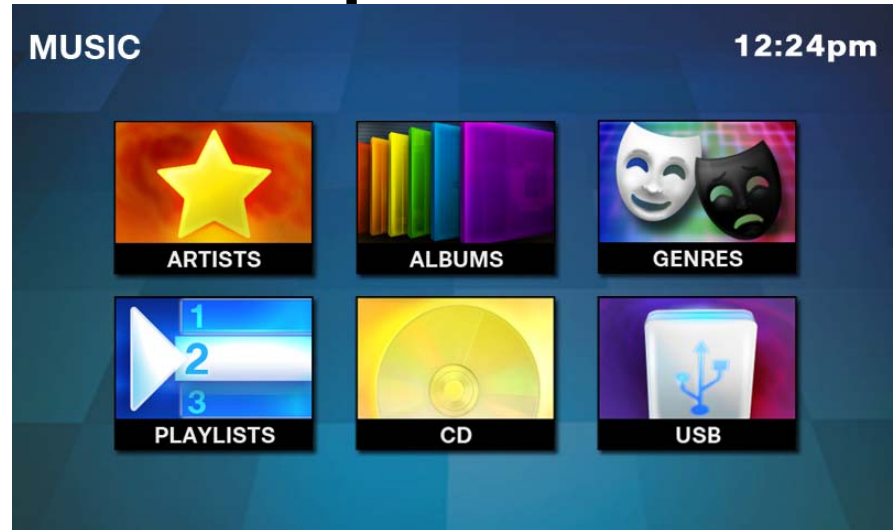 MUSIC 12:24pm
ARTISTS ALBUMS GENRES
1
2
3
PLAYLISTS CD USB